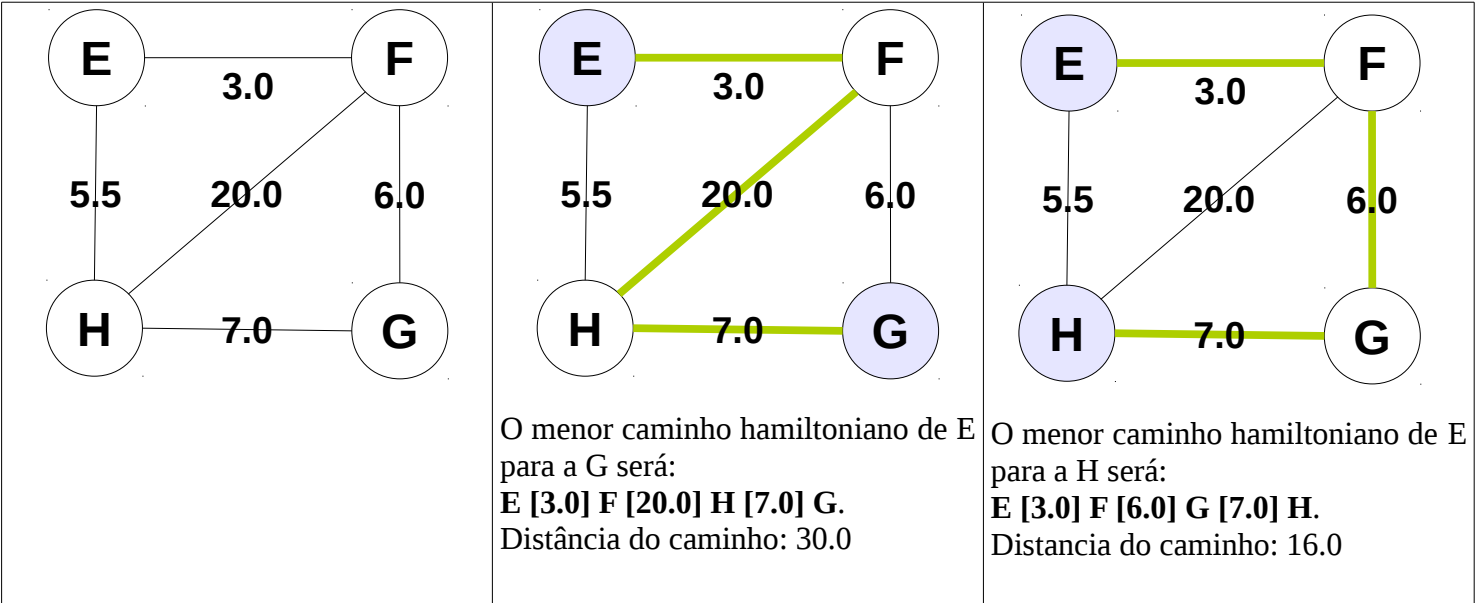 E
F
3.0
5.5
20.0
6.0
H
7.0
G
E
F
3.0
5.5
20.0
6.0
H
7.0
G
O menor caminho hamiltoniano de E
para a G será:
E [3.0] F [20.0] H [7.0] G.
Distância do caminho: 30.0
E
F
3.0
5.5
20.0
6.0
H
7.0
G
O menor caminho hamiltoniano de E
para a H será:
E [3.0] F [6.0] G [7.0] H.
Distancia do caminho: 16.0